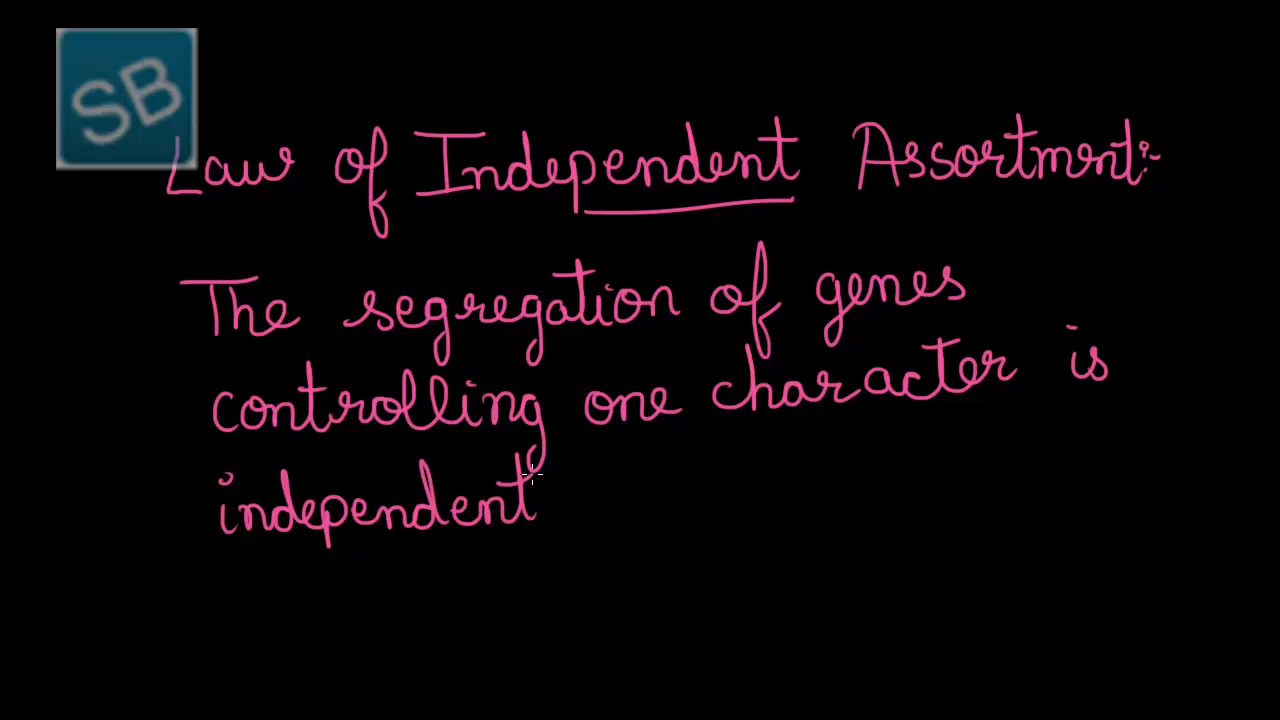 SB
Law of Independent Assortment:-
The segregation of genes
controlling one character is
independent